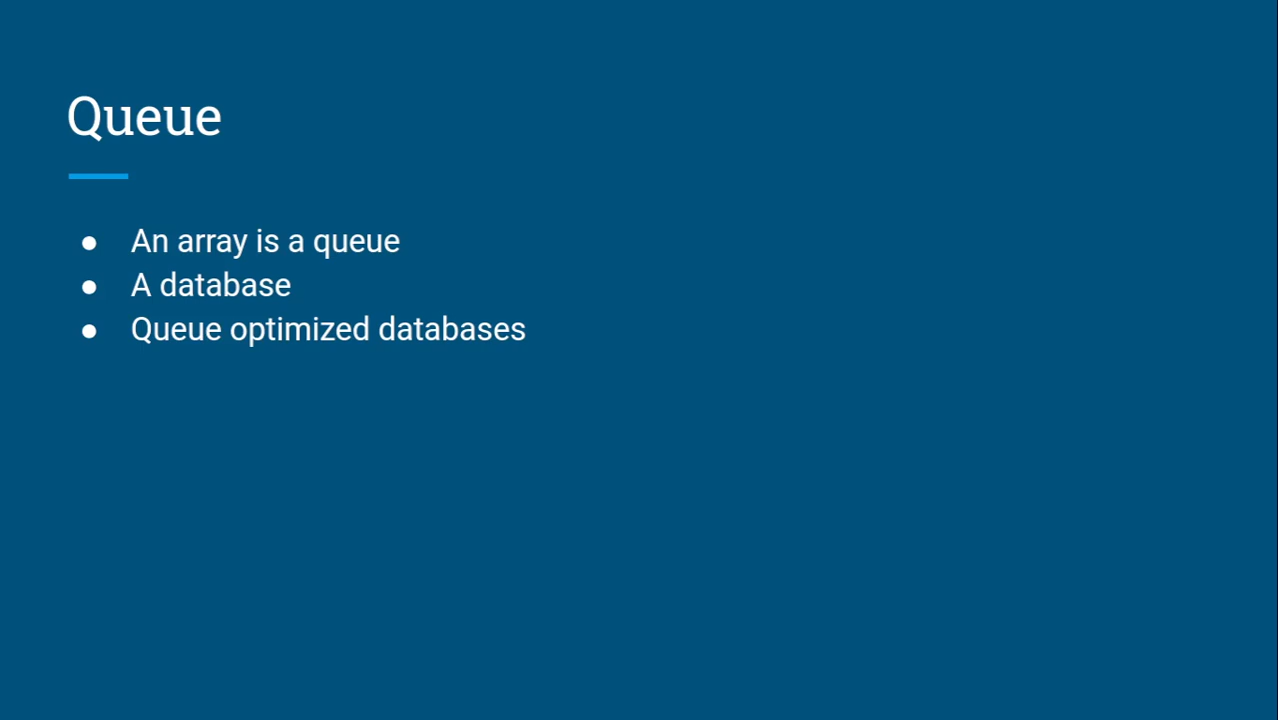 Queue
● An array is a queue
● A database
● Queue optimized databases